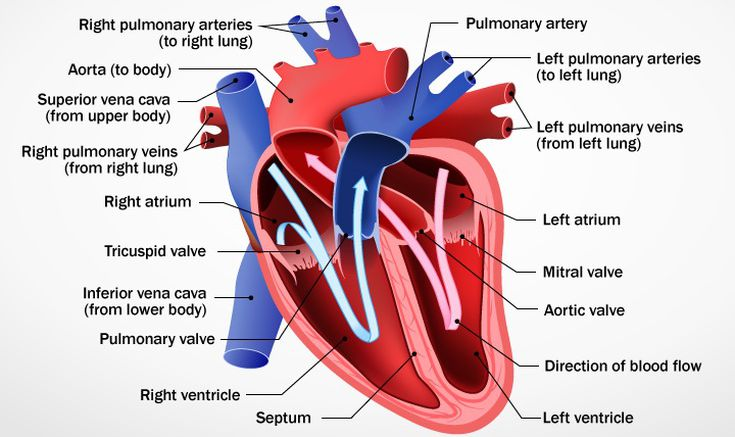 Right pulmonary arteries
(to right lung)
Aorta (to body)
Superior vena cava
(from upper body)
Right pulmonary veins
(from right lung)
Right atrium
Tricuspid valve
Inferior vena cava
(from lower body)
Pulmonary valve
Right ventricle
Septum
Pulmonary artery
Left pulmonary arteries
(to left lung)
Left pulmonary veins
(from left lung)
Left atrium
Mitral valve
Aortic valve
Direction of blood flow
Left ventricle